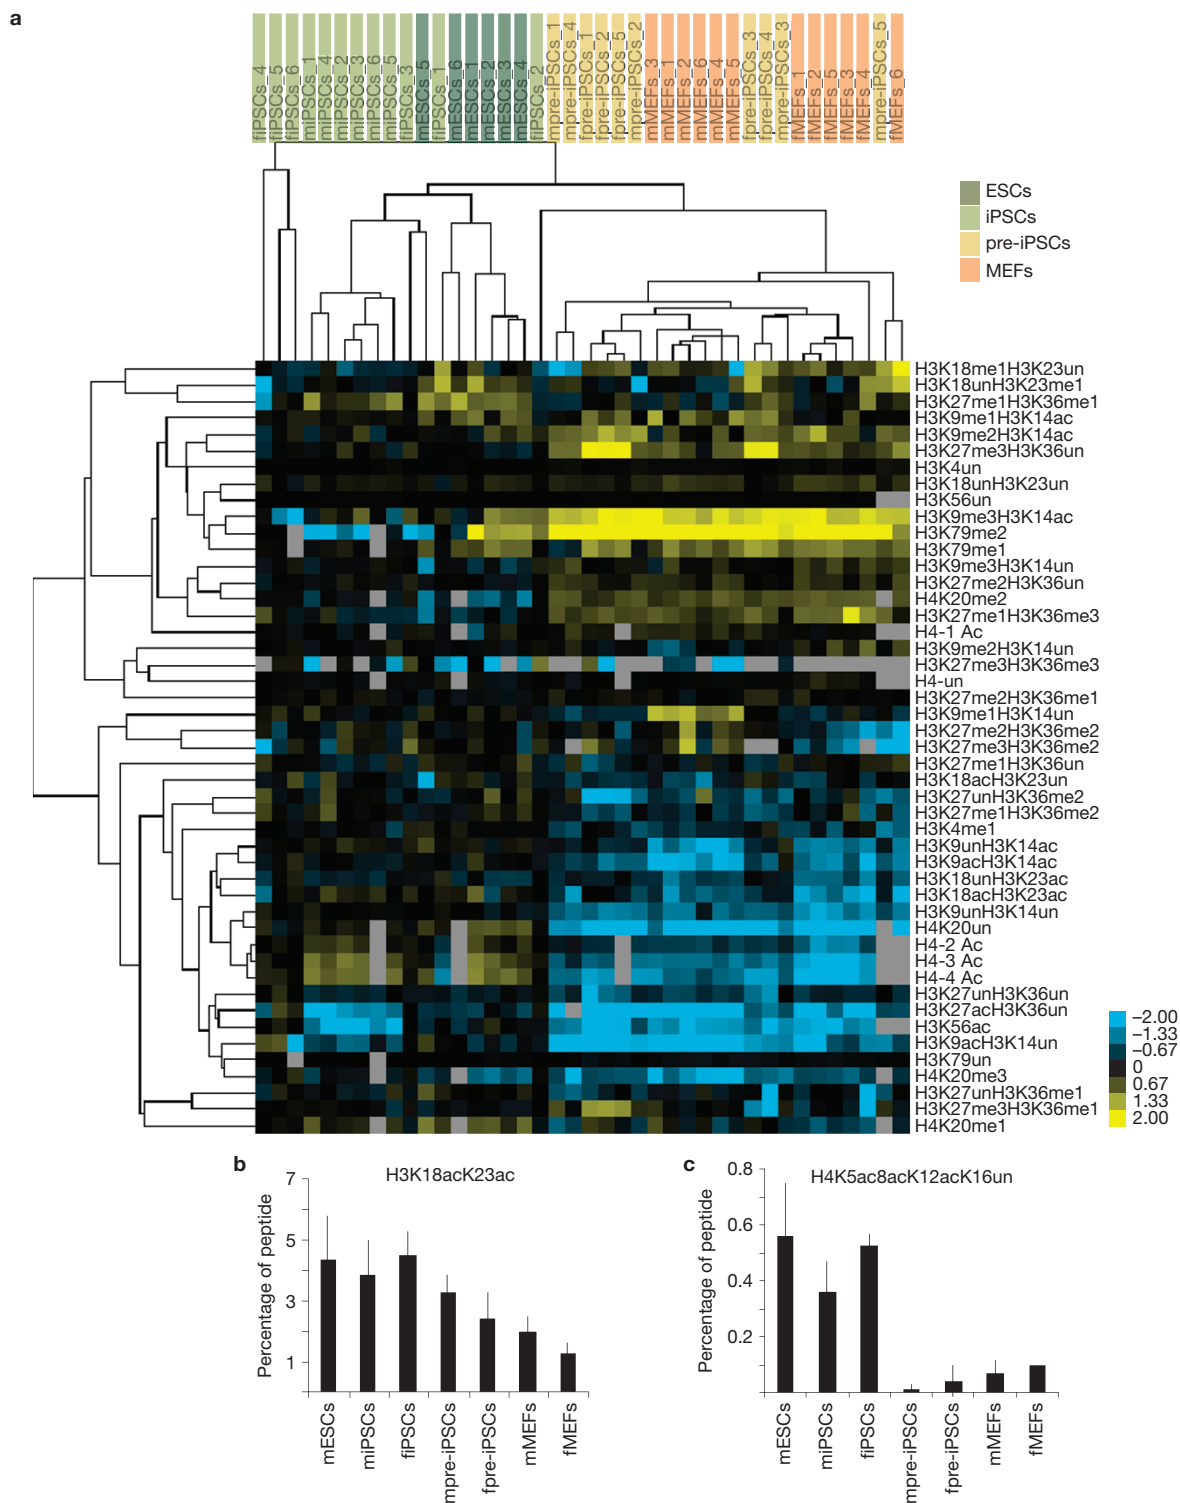 a
fiPSCs_4
fiPSCs_5
fiPSCs_6
miPSCs_1
miPSCs_4
miPSCs_2
miPSCs_3
miPSCs_6
miPSCs_5
fiPSCs_3
mESCs_5
fiPSCs_1
mESCs_6
mESCs_1
mESCs_2
mESCs_3
mESCs_4
fiPSCs_2
mpre-iPSCs_1
mpre-iPSCs_4
fpre-iPSCs_1
fpre-iPSCs_2
fpre-iPSCs_5
mpre-iPSCs_2
mMEFs_3
mMEFs_1
mMEFs_2
mMEFs_6
mMEFs_4
mMEFs_5
fpre-iPSCs_3
fpre-iPSCs_4
mpre-iPSCs_3
fMEFs_1
fMEFs_2
fMEFs_5
fMEFs_3
fMEFs_4
mpre-iPSCs_5
fMEFs_6
ESCs
iPSCs
pre-iPSCs
MEFs
H3K18me1H3K23un
H3K18unH3K23me1
H3K27me1H3K36me1
H3K9me1H3K14ac
H3K9me2H3K14ac
H3K27me3H3K36un
H3K4un
H3K18unH3K23un
H3K56un
H3K9me3H3K14ac
H3K79me2
H3K79me1
H3K9me3H3K14un
H3K27me2H3K36un
H4K20me2
H3K27me1H3K36me3
H4-1 Ac
H3K9me2H3K14un
H3K27me3H3K36me3
H4-un
H3K27me2H3K36me1
H3K9me1H3K14un
H3K27me2H3K36me2
H3K27me3H3K36me2
H3K27me1H3K36un
H3K18acH3K23un
H3K27unH3K36me2
H3K27me1H3K36me2
H3K4me1
H3K9unH3K14ac
H3K9acH3K14ac
H3K18unH3K23ac
H3K18acH3K23ac
H3K9unH3K14un
H4K20un
H4-2 Ac
H4-3 Ac
H4-4 Ac
H3K27unH3K36un
H3K27acH3K36un
H3K56ac
H3K9acH3K14un
H3K79un
H4K20me3
H3K27unH3K36me1
H3K27me3H3K36me1
H4K20me1
−2.00
−1.33
−0.67
0
0.67
1.33
2.00
b
H3K18acK23ac
Percentage of peptide
7
5
3
1
mESCs
miPSCs
fiPSCs
mpre-iPSCs
fpre-iPSCs
mMEFs
fMEFs
c
H4K5ac8acK12acK16un
Percentage of peptide
0.8
0.6
0.4
0.2
mESCs
miPSCs
fiPSCs
mpre-iPSCs
fpre-iPSCs
mMEFs
fMEFs